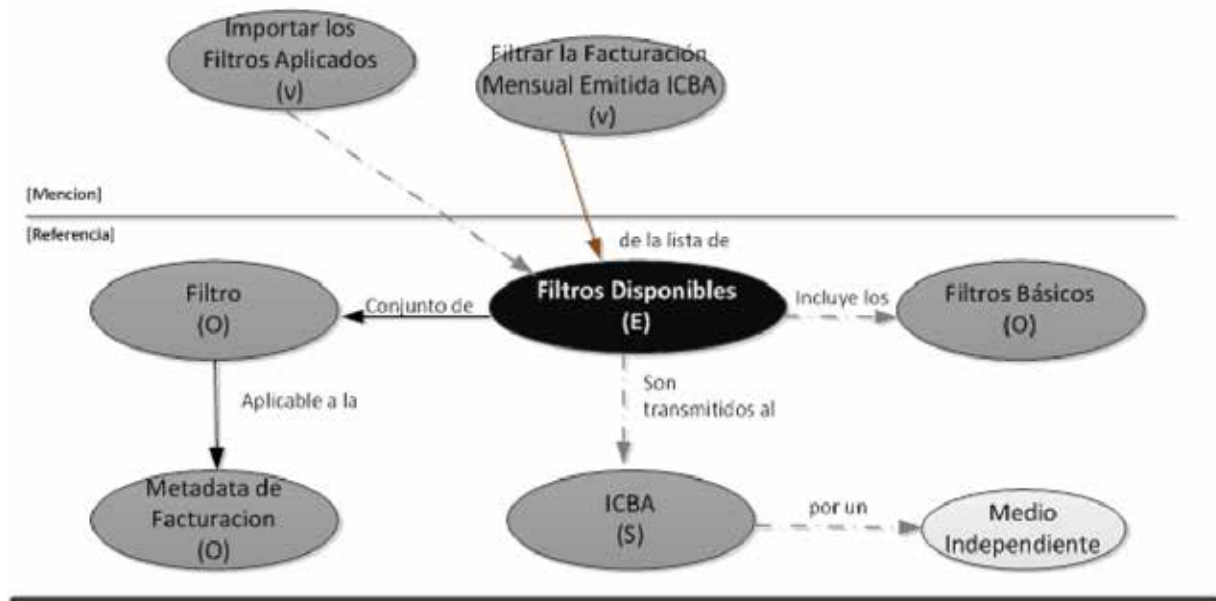 Importar los
Filtros Aplicados
(v)
Filtrar la Facturación
Mensual Emitida ICBA
(v)
[Mencion]
[Referencia]
de la lista de
Filtro
(O)
Conjunto de
Filtros Disponibles
(E)
Incluye los
Filtros Básicos
(O)
Aplicable a la
Son
transmitidos al
Metadata de
Facturacion
(O)
ICBA
(S)
por un
Medio
Independiente